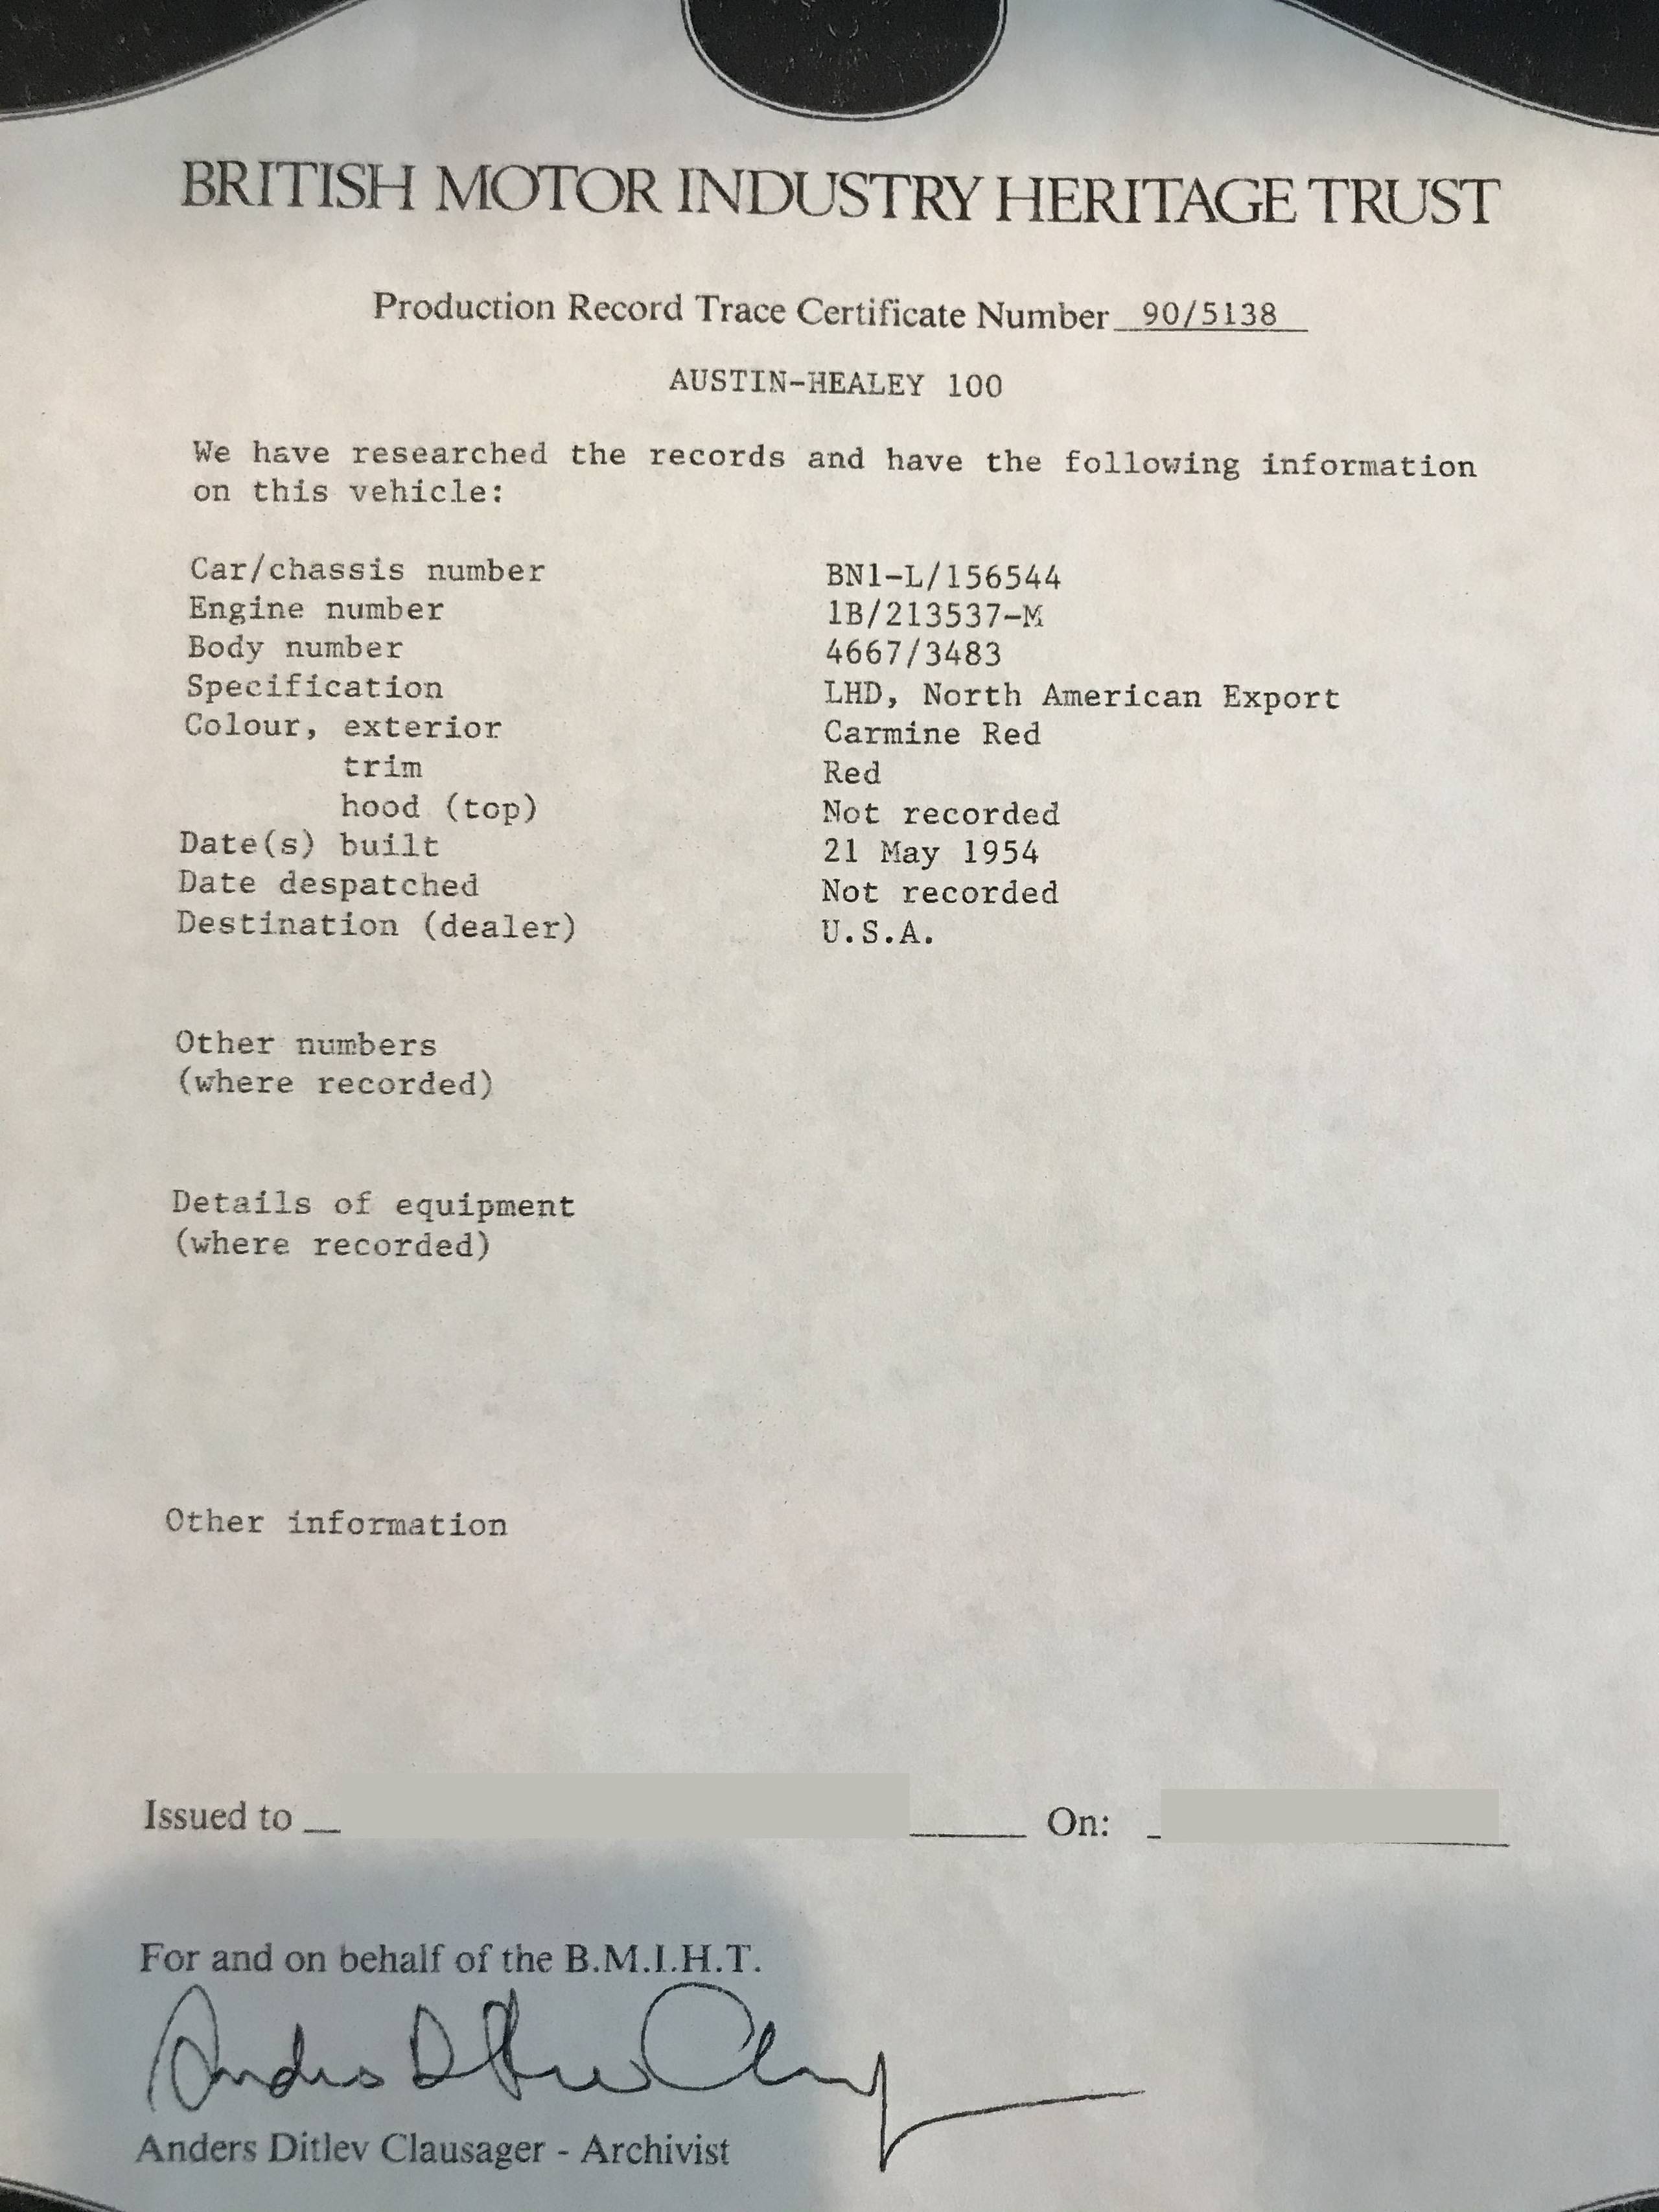 BRITISH MOTOR INDUSTRY HERITAGE TRUST
Production Record Trace Certificate Number 90/5138
AUSTIN-HEALEY 100
We have researched the records and have the following information
on this vehicle:
Car/chassis number BN1-L/156544
Engine number 1B/213537-M
Body number 4667/3483
Specification LHD, North American Export
Colour, exterior Carmine Red
trim Red
hood (top) Not recorded
Date(s) built 21 May 1954
Date despatched Not recorded
Destination (dealer) U.S.A.
Other numbers
(where recorded)
Details of equipment
(where recorded)
Other information
Issued to On:
For and on behalf of the B.M.I.H.T.
Anders Ditlev Clausager
Anders Ditlev Clausager - Archivist